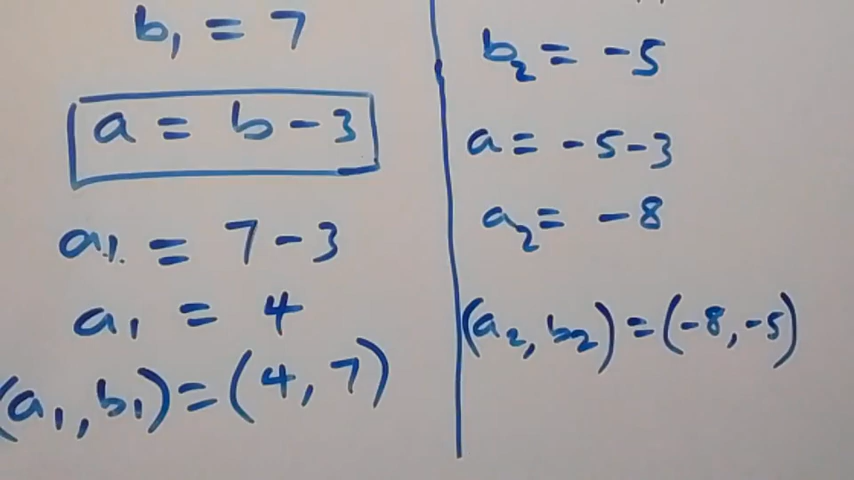 b₁ = 7
a = b - 3
a₁ = 7 - 3
a₁ = 4
(a₁, b₁) = (4, 7)
b₂ = -5
a = -5 - 3
a₂ = -8
(a₂, b₂) = (-8, -5)